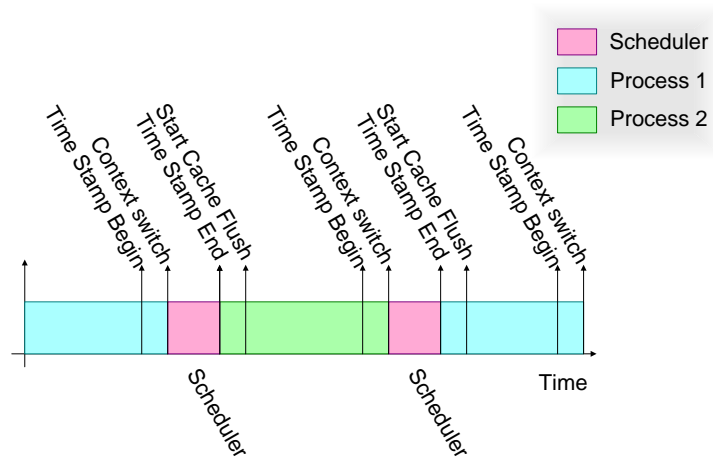 Scheduler
Process 1
Process 2
Time Stamp Begin
Context switch
Time Stamp End
Start Cache Flush
Time Stamp Begin
Context switch
Time Stamp End
Start Cache Flush
Time Stamp Begin
Context switch
Time
Scheduler
Scheduler